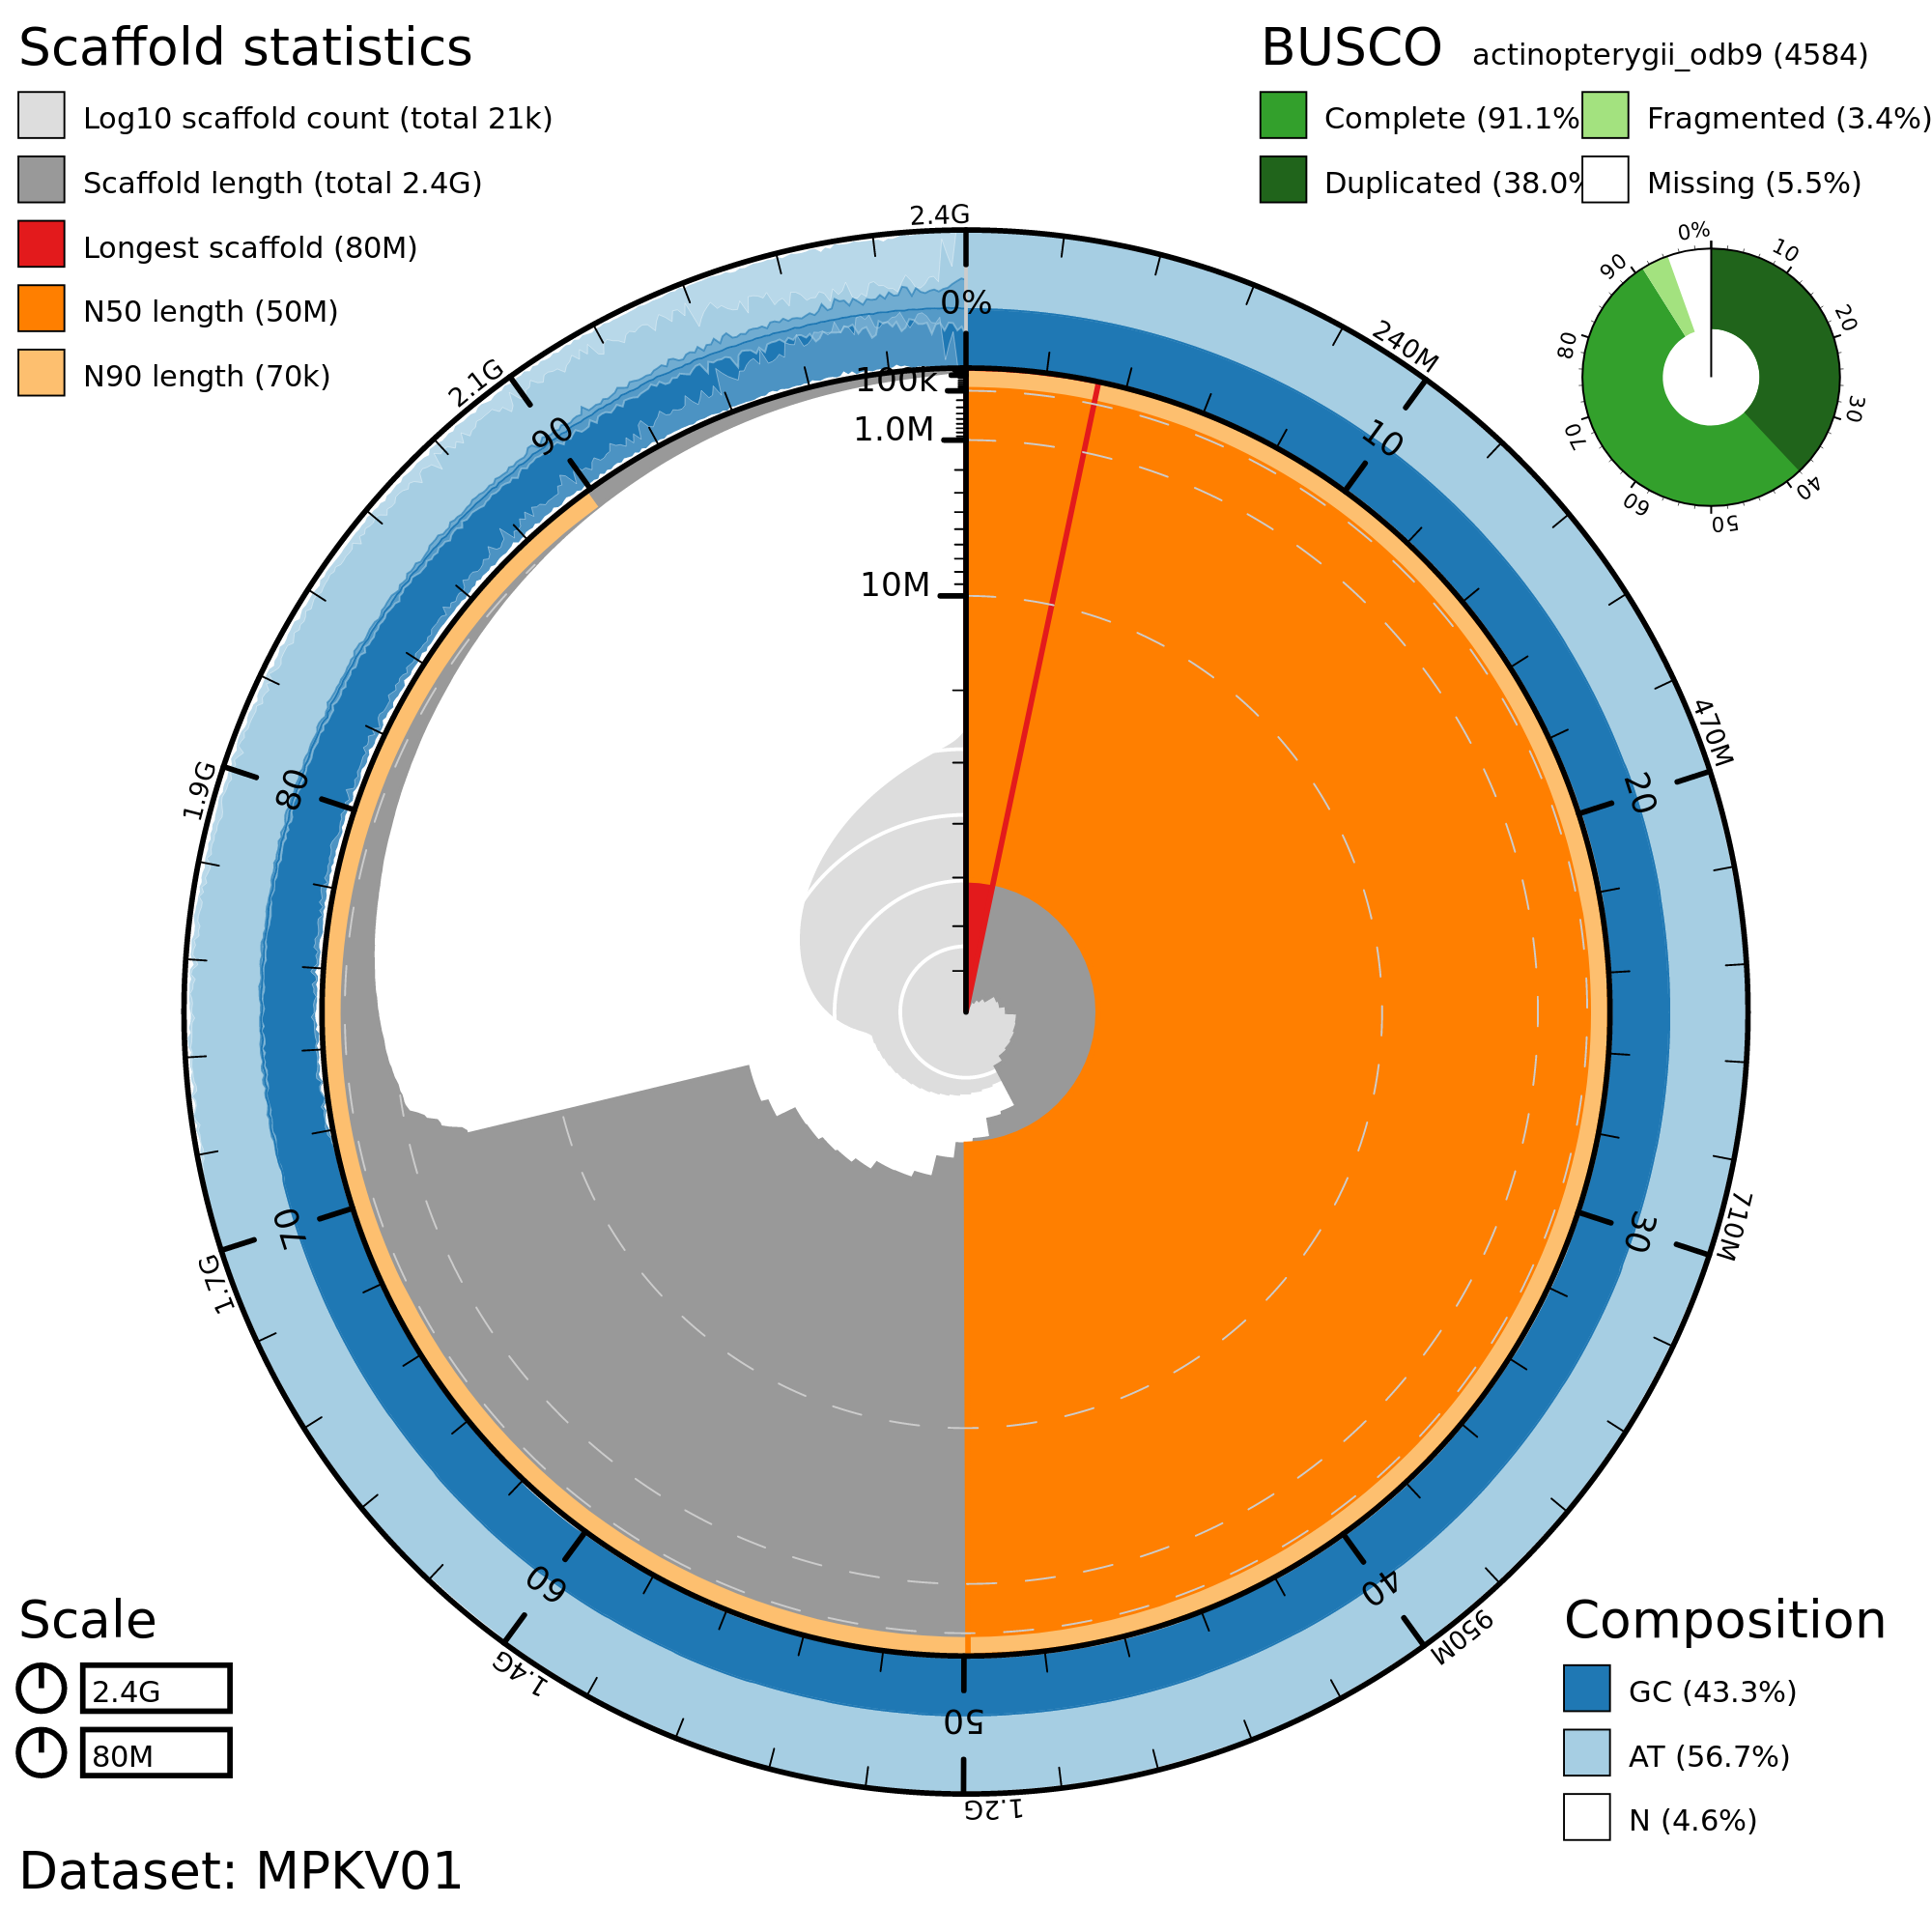 Scaffold statistics
Log10 scaffold count (total 21k)
Scaffold length (total 2.4G)
Longest scaffold (80M)
N50 length (50M)
N90 length (70k)
BUSCO actinopterygii_odb9 (4584)
Complete (91.1% Fragmented (3.4%)
Duplicated (38.0% Missing (5.5%)
0%
10
20
30
40
50
60
70
80
90
2.4G
240M
470M
710M
950M
1.2G
1.4G
1.7G
1.9G
2.1G
0%
10
20
30
40
50
60
70
80
90
100k
1.0M
10M
Scale
2.4G
80M
Composition
GC (43.3%)
AT (56.7%)
N (4.6%)
Dataset: MPKV01